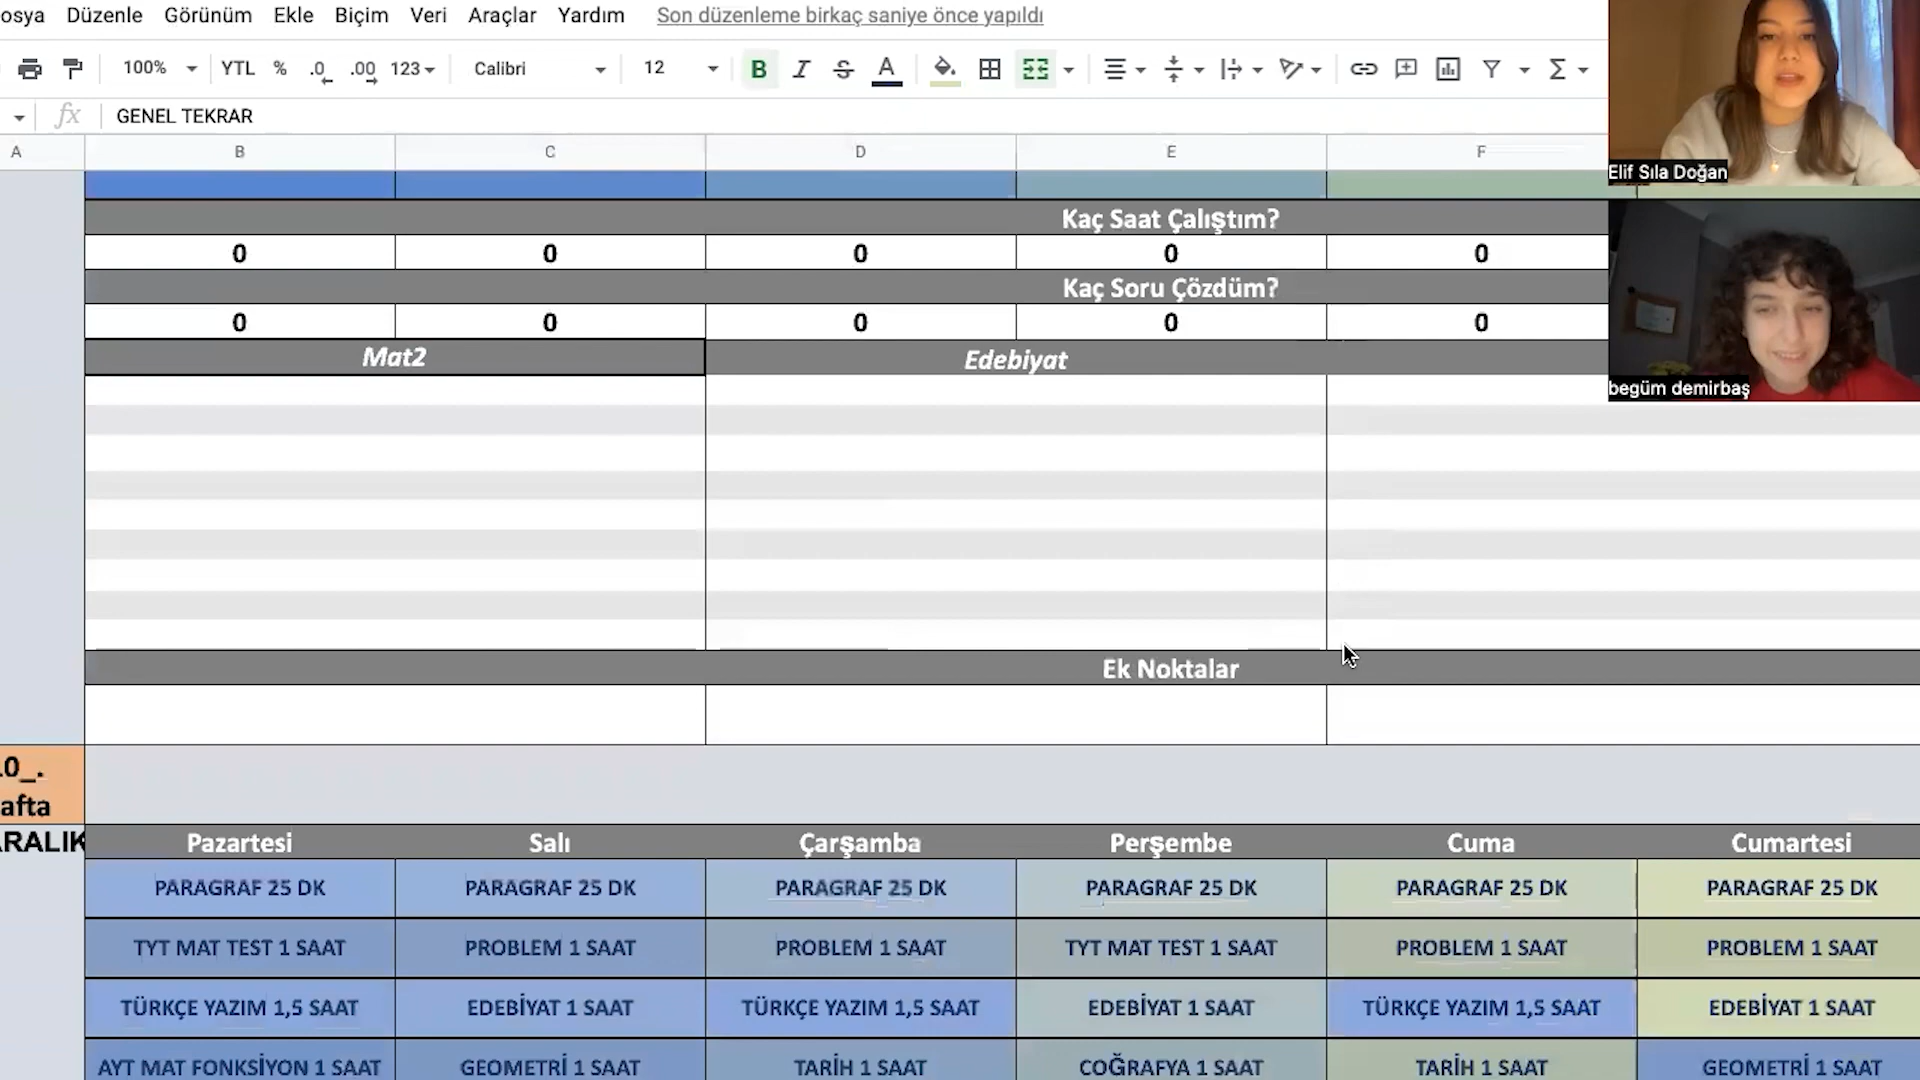 osya Düzenle Görünüm Ekle Biçim Veri Araçlar Yardım Son düzenleme birkaç saniye önce yapıldı
100% YTL % .0 .00 123 Calibri 12 B I S A Σ
fx GENEL TEKRAR
A B C D E F
Elif Sıla Doğan
Kaç Saat Çalıştım?
0 0 0 0 0
Kaç Soru Çözdüm?
0 0 0 0 0
Mat2 Edebiyat
begüm demirbaş
Ek Noktalar
0_.
afta
RALIK Pazartesi Salı Çarşamba Perşembe Cuma Cumartesi
PARAGRAF 25 DK PARAGRAF 25 DK PARAGRAF 25 DK PARAGRAF 25 DK PARAGRAF 25 DK PARAGRAF 25 DK
TYT MAT TEST 1 SAAT PROBLEM 1 SAAT PROBLEM 1 SAAT TYT MAT TEST 1 SAAT PROBLEM 1 SAAT PROBLEM 1 SAAT
TÜRKÇE YAZIM 1,5 SAAT EDEBİYAT 1 SAAT TÜRKÇE YAZIM 1,5 SAAT EDEBİYAT 1 SAAT TÜRKÇE YAZIM 1,5 SAAT EDEBİYAT 1 SAAT
AYT MAT FONKSİYON 1 SAAT GEOMETRİ 1 SAAT TARİH 1 SAAT COĞRAFYA 1 SAAT TARİH 1 SAAT GEOMETRİ 1 SAAT